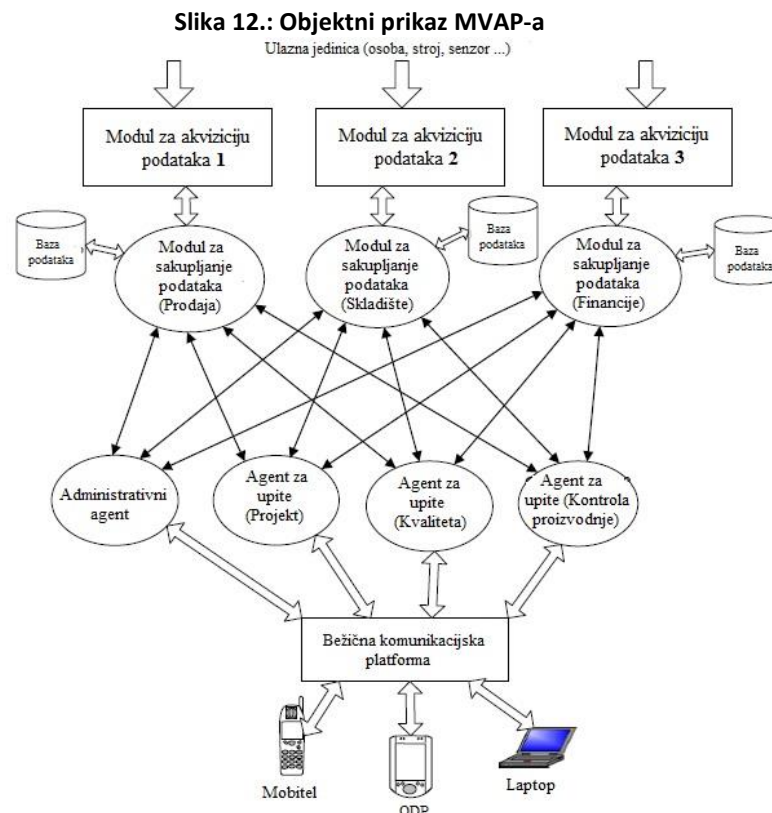 Slika 12.: Objektni prikaz MVAP-a
Ulazna jedinica (osoba, stroj, senzor ...)
Modul za akviziciju
podataka 1
Modul za akviziciju
podataka 2
Modul za akviziciju
podataka 3
Baza
podataka
Modul za
sakupljanje
podataka
(Prodaja)
Modul za
sakupljanje
podataka
(Skladište)
Baza
podataka
Modul za
sakupljanje
podataka
(Financije)
Baza
podataka
Administrativni
agent
Agent za
upite
(Projekt)
Agent za
upite
(Kvaliteta)
Agent za
upite (Kontrola
proizvodnje)
Bežična komunikacijska
platforma
Mobitel
ODP
Laptop